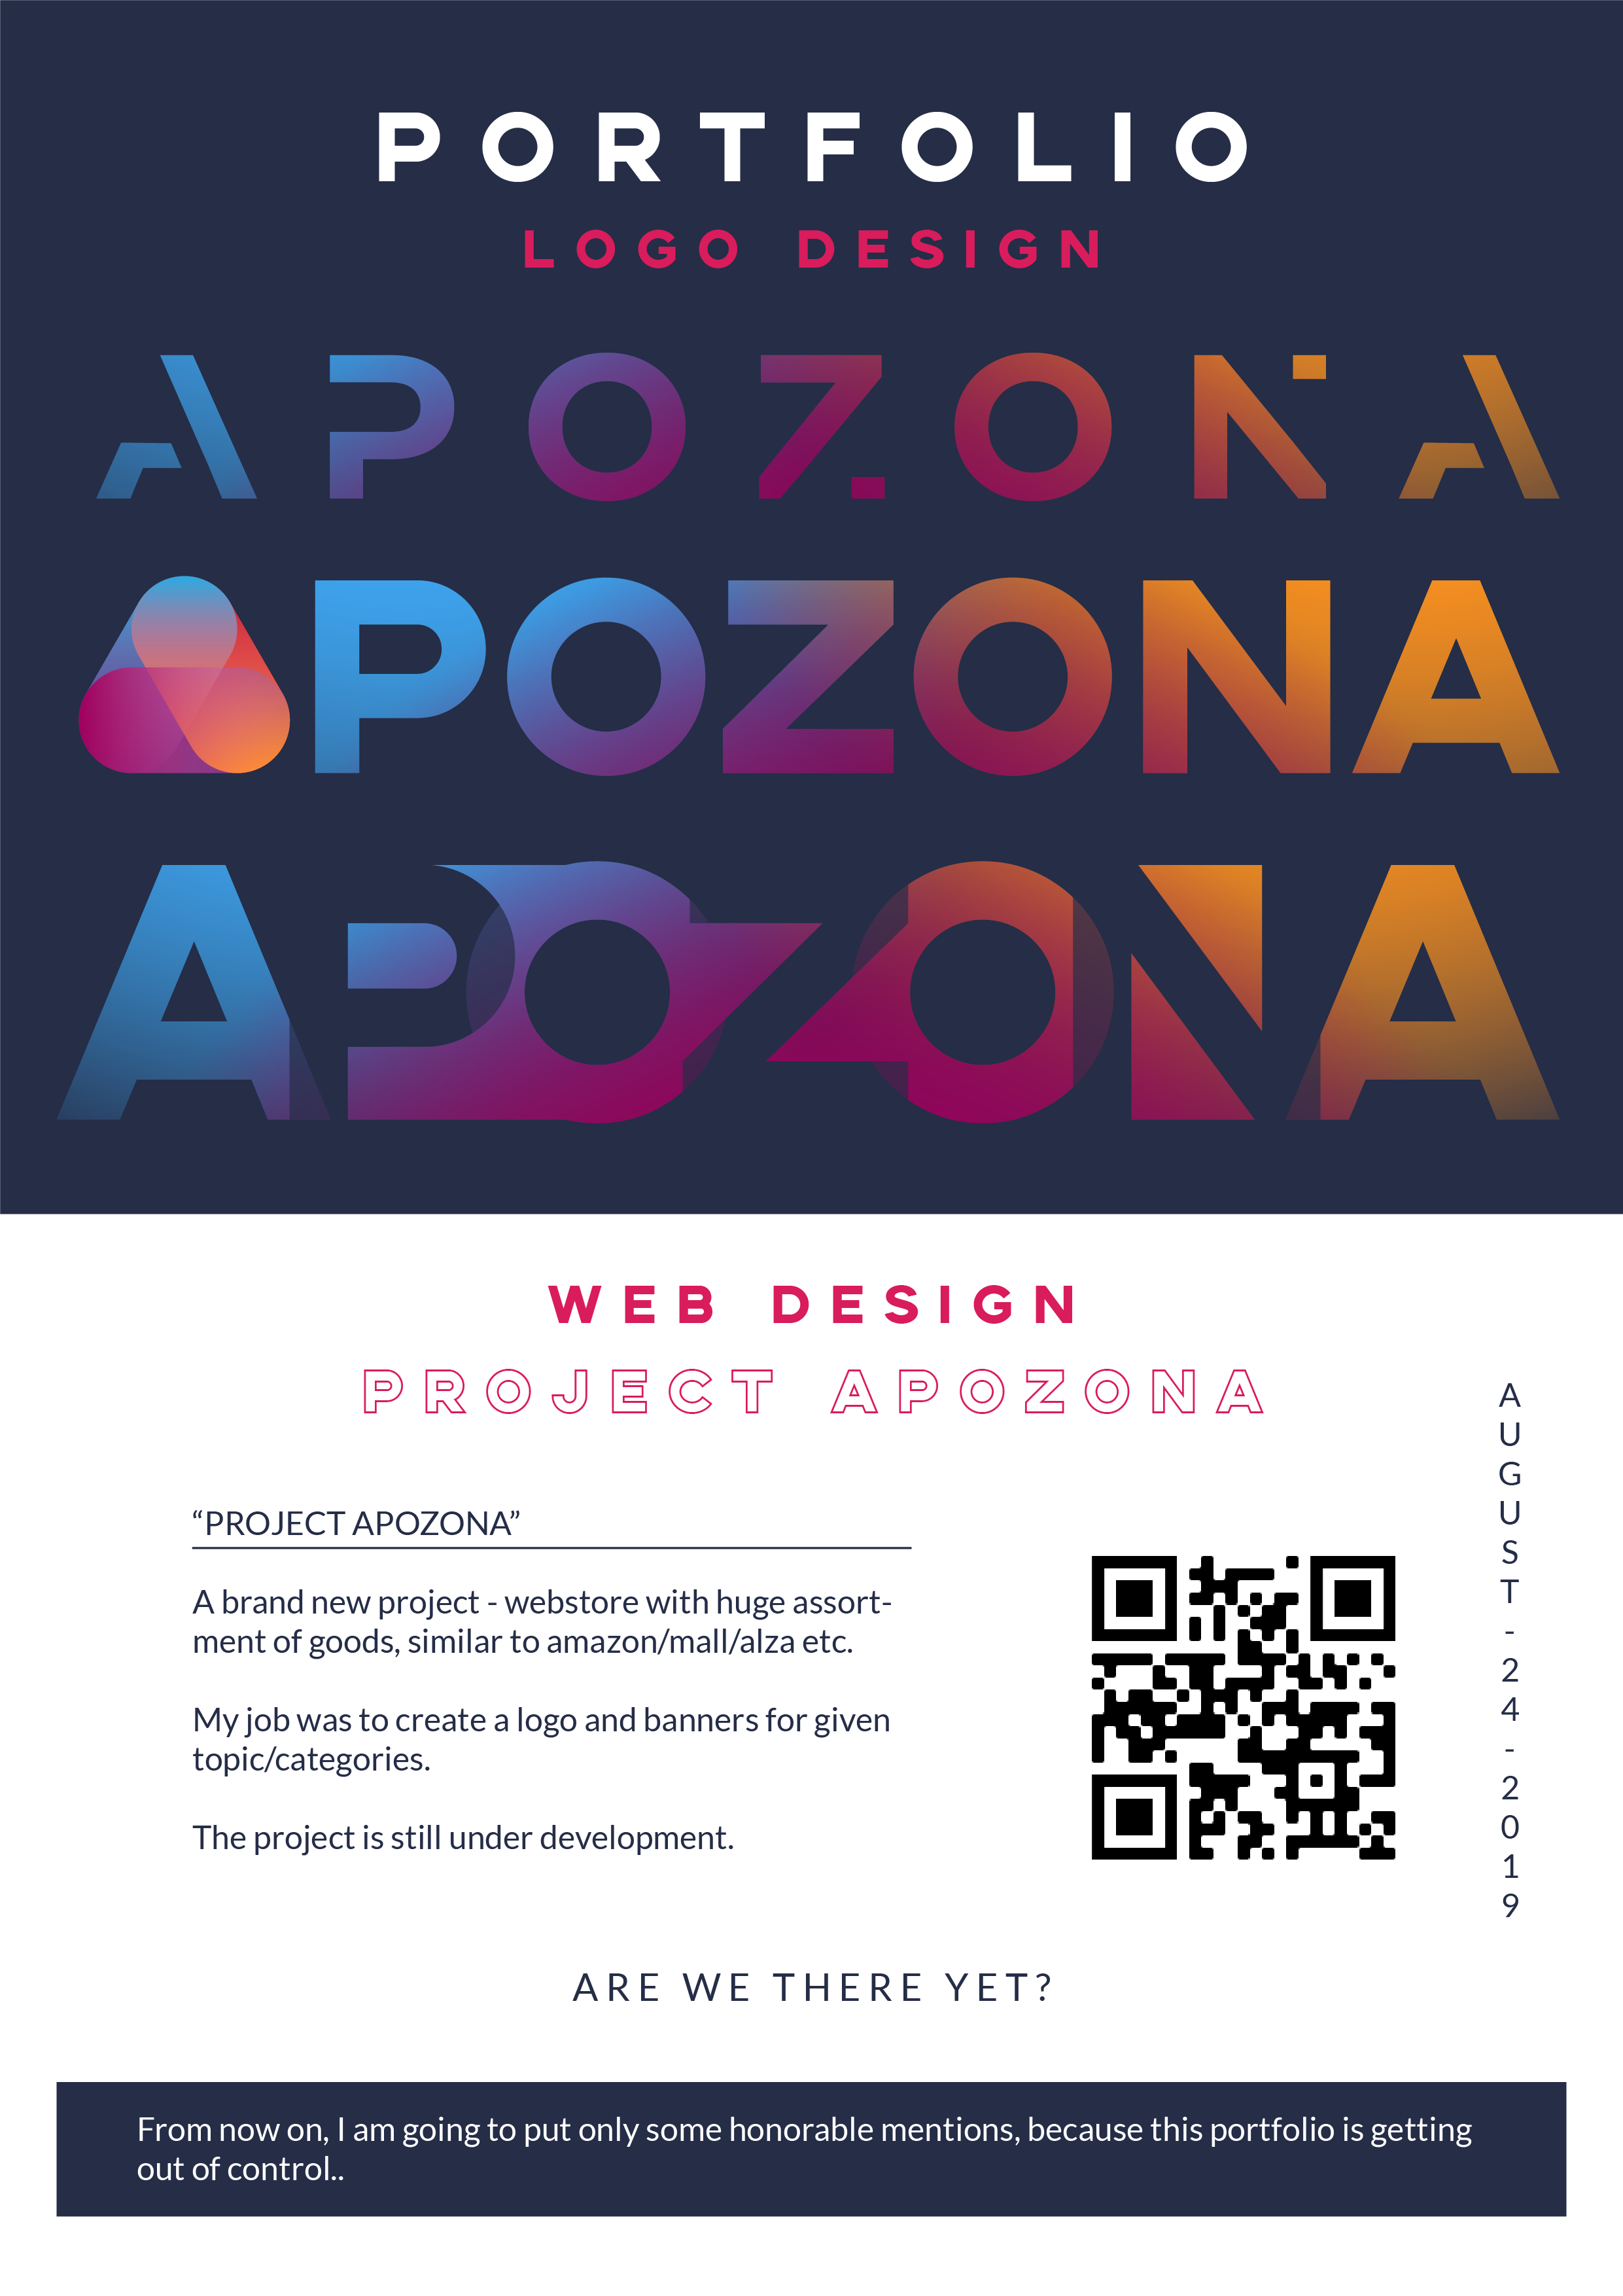 PORTFOLIO
LOGO DESIGN
APOZONA
APOZONA
APOZONA
WEB DESIGN
PROJECT APOZONA
“PROJECT APOZONA”
A brand new project - webstore with huge assort-
ment of goods, similar to amazon/mall/alza etc.
My job was to create a logo and banners for given
topic/categories.
The project is still under development.
AUGUST-24-2019
ARE WE THERE YET?
From now on, I am going to put only some honorable mentions, because this portfolio is getting
out of control..